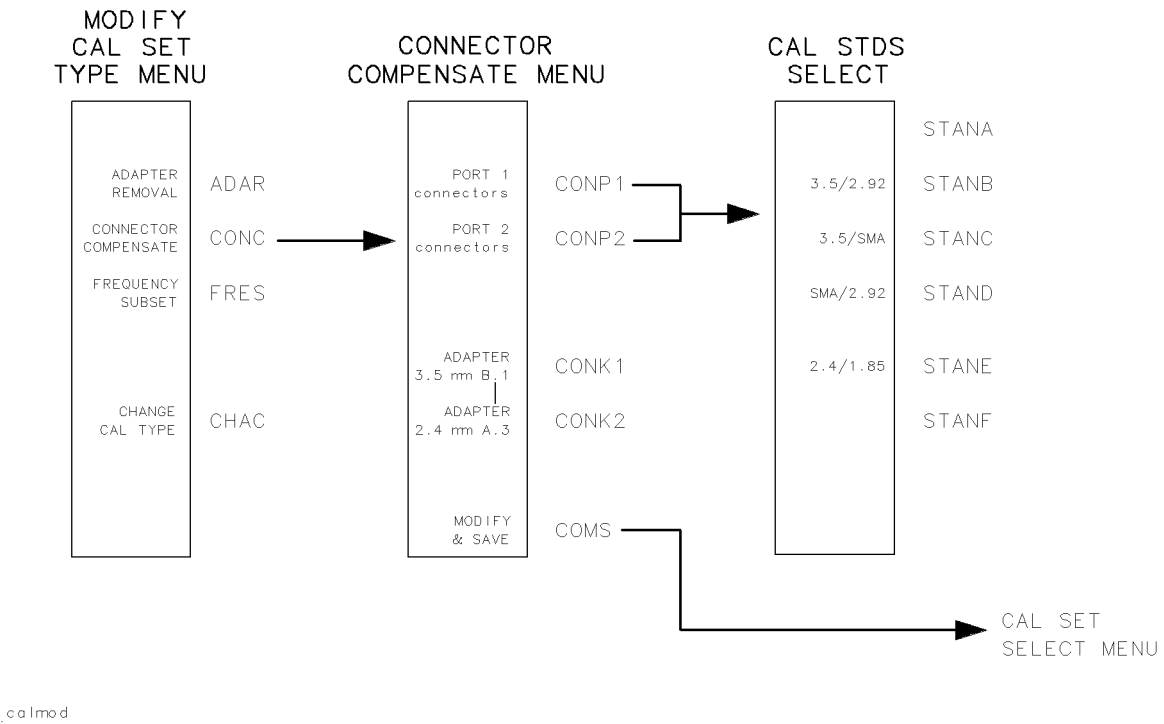 MODIFY
CAL SET
TYPE MENU
ADAPTER
REMOVAL
ADAR
CONNECTOR
COMPENSATE
CONC
FREQUENCY
SUBSET
FRES
CHANGE
CAL TYPE
CHAC
CONNECTOR
COMPENSATE MENU
PORT 1
connectors
CONP1
PORT 2
connectors
CONP2
ADAPTER
3.5 mm B.1
CONK1
ADAPTER
2.4 mm A.3
CONK2
MODIFY
& SAVE
COMS
CAL STDS
SELECT
STANA
3.5/2.92
STANB
3.5/SMA
STANC
SMA/2.92
STAND
2.4/1.85
STANE
STANF
CAL SET
SELECT MENU
calmod